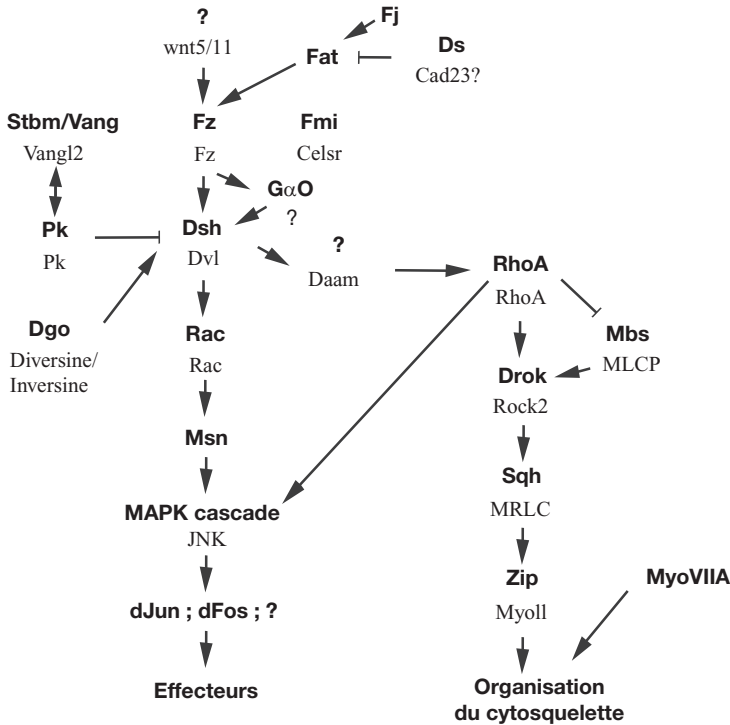 ?
wnt5/11
Fj
Fat
Ds
Cad23?
Stbm/Vang
Vangl2
Fz
Fz
Fmi
Celsr
GαO
?
Pk
Pk
Dsh
Dvl
?
Daam
RhoA
RhoA
Dgo
Diversine/
Inversine
Rac
Rac
Mbs
MLCP
Drok
Rock2
Msn
Sqh
MRLC
MAPK cascade
JNK
Zip
MyoII
MyoVIIA
dJun ; dFos ; ?
Effecteurs
Organisation
du cytosquelette